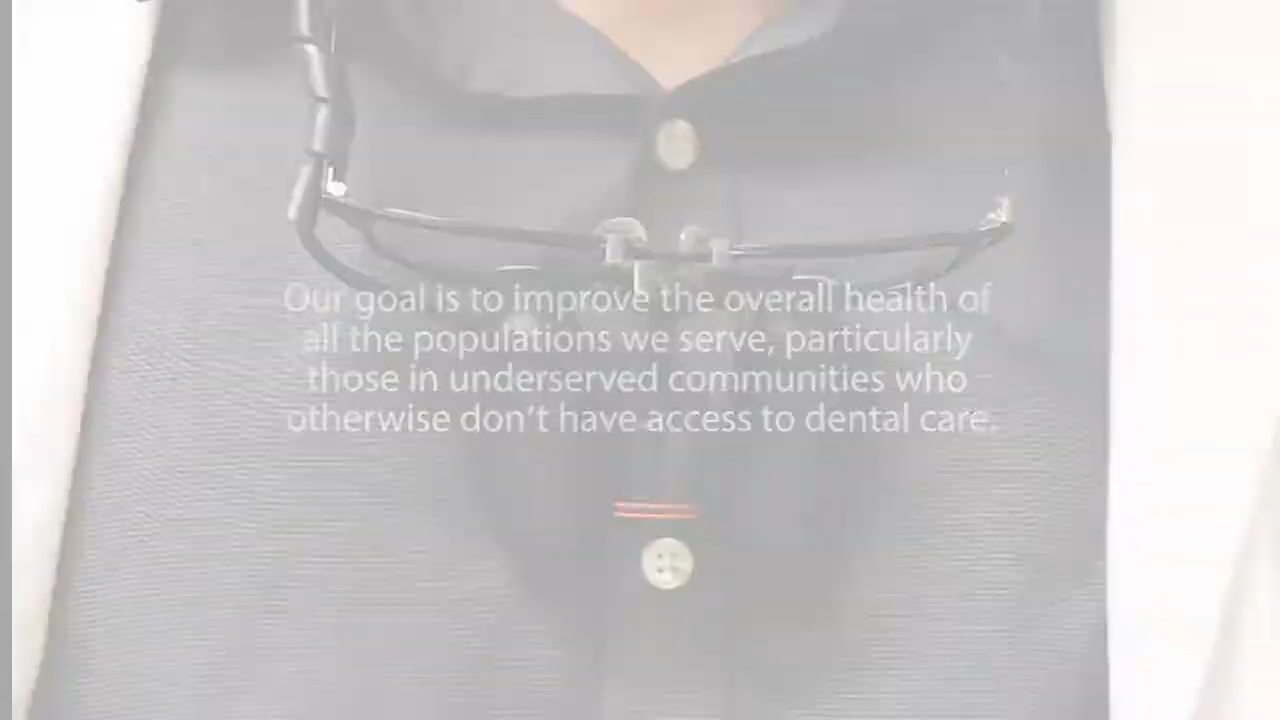 Our goal is to improve the overall health of
all the populations we serve, particularly
those in underserved communities who
otherwise don't have access to dental care.